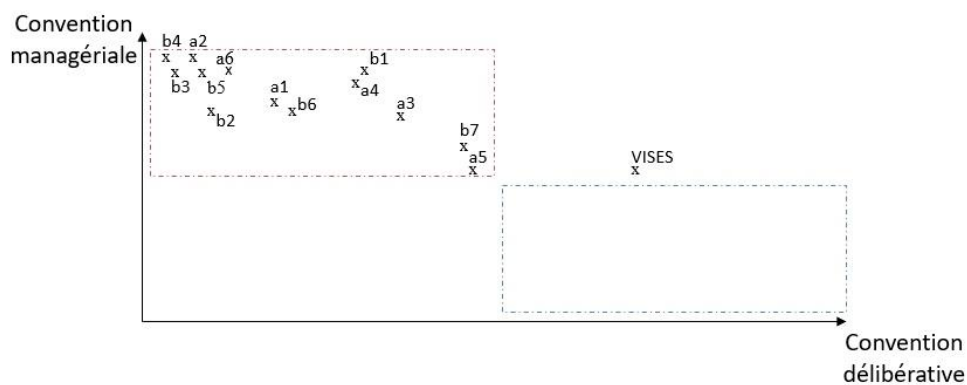 Convention
managériale
b4 a2
x x
a6
x x x
b3 b5
x b2
a1
x x b6
b1
x
x a4
a3
x
b7
x
a5
x
VISES
x
Convention
délibérative